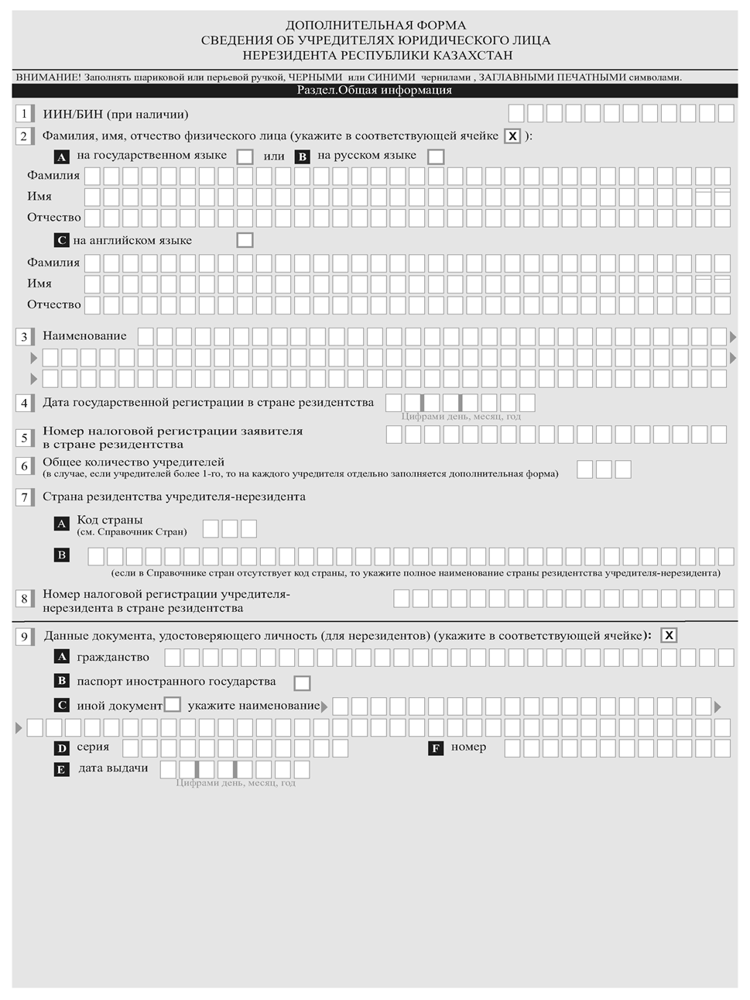 ДОПОЛНИТЕЛЬНАЯ ФОРМА
СВЕДЕНИЯ ОБ УЧРЕДИТЕЛЯХ ЮРИДИЧЕСКОГО ЛИЦА
НЕРЕЗИДЕНТА РЕСПУБЛИКИ КАЗАХСТАН
ВНИМАНИЕ! Заполнять шариковой или перьевой ручкой, ЧЕРНЫМИ или СИНИМИ чернилами , ЗАГЛАВНЫМИ ПЕЧАТНЫМИ символами.
Раздел.Общая информация
1 ИИН/БИН (при наличии)
2 Фамилия, имя, отчество физического лица (укажите в соответствующей ячейке X ):
A на государственном языке или B на русском языке
Фамилия
Имя
Отчество
C на английском языке
Фамилия
Имя
Отчество
3 Наименование
4 Дата государственной регистрации в стране резидентства
Цифрами день, месяц, год
5 Номер налоговой регистрации заявителя
в стране резидентства
6 Общее количество учредителей
(в случае, если учредителей более 1-го, то на каждого учредителя отдельно заполняется дополнительная форма)
7 Страна резидентства учредителя-нерезидента
A Код страны
(см. Справочник Стран)
B
(если в Справочнике стран отсутствует код страны, то укажите полное наименование страны резидентства учредителя-нерезидента)
8 Номер налоговой регистрации учредителя-
нерезидента в стране резидентства
9 Данные документа, удостоверяющего личность (для нерезидентов) (укажите в соответствующей ячейке): X
A гражданство
B паспорт иностранного государства
C иной документ укажите наименование
D серия F номер
E дата выдачи
Цифрами день, месяц, год